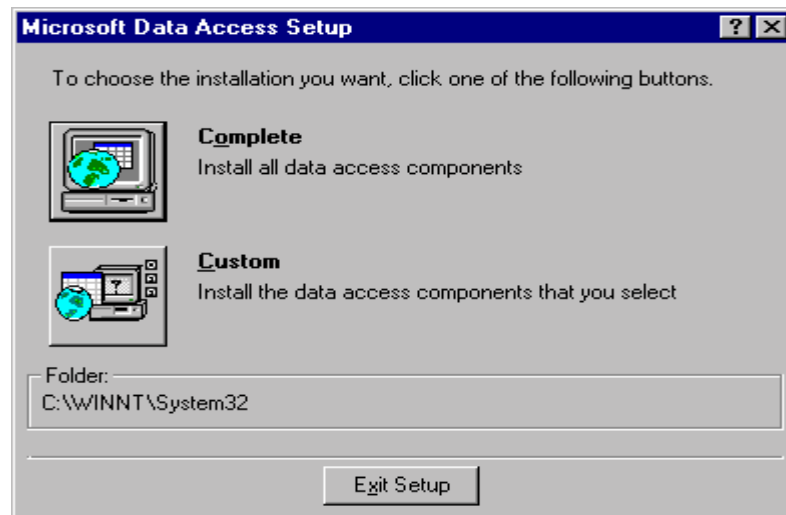 Microsoft Data Access Setup
To choose the installation you want, click one of the following buttons.
Complete
Install all data access components
Custom
Install the data access components that you select
Folder:
C:\WINNT\System32
Exit Setup